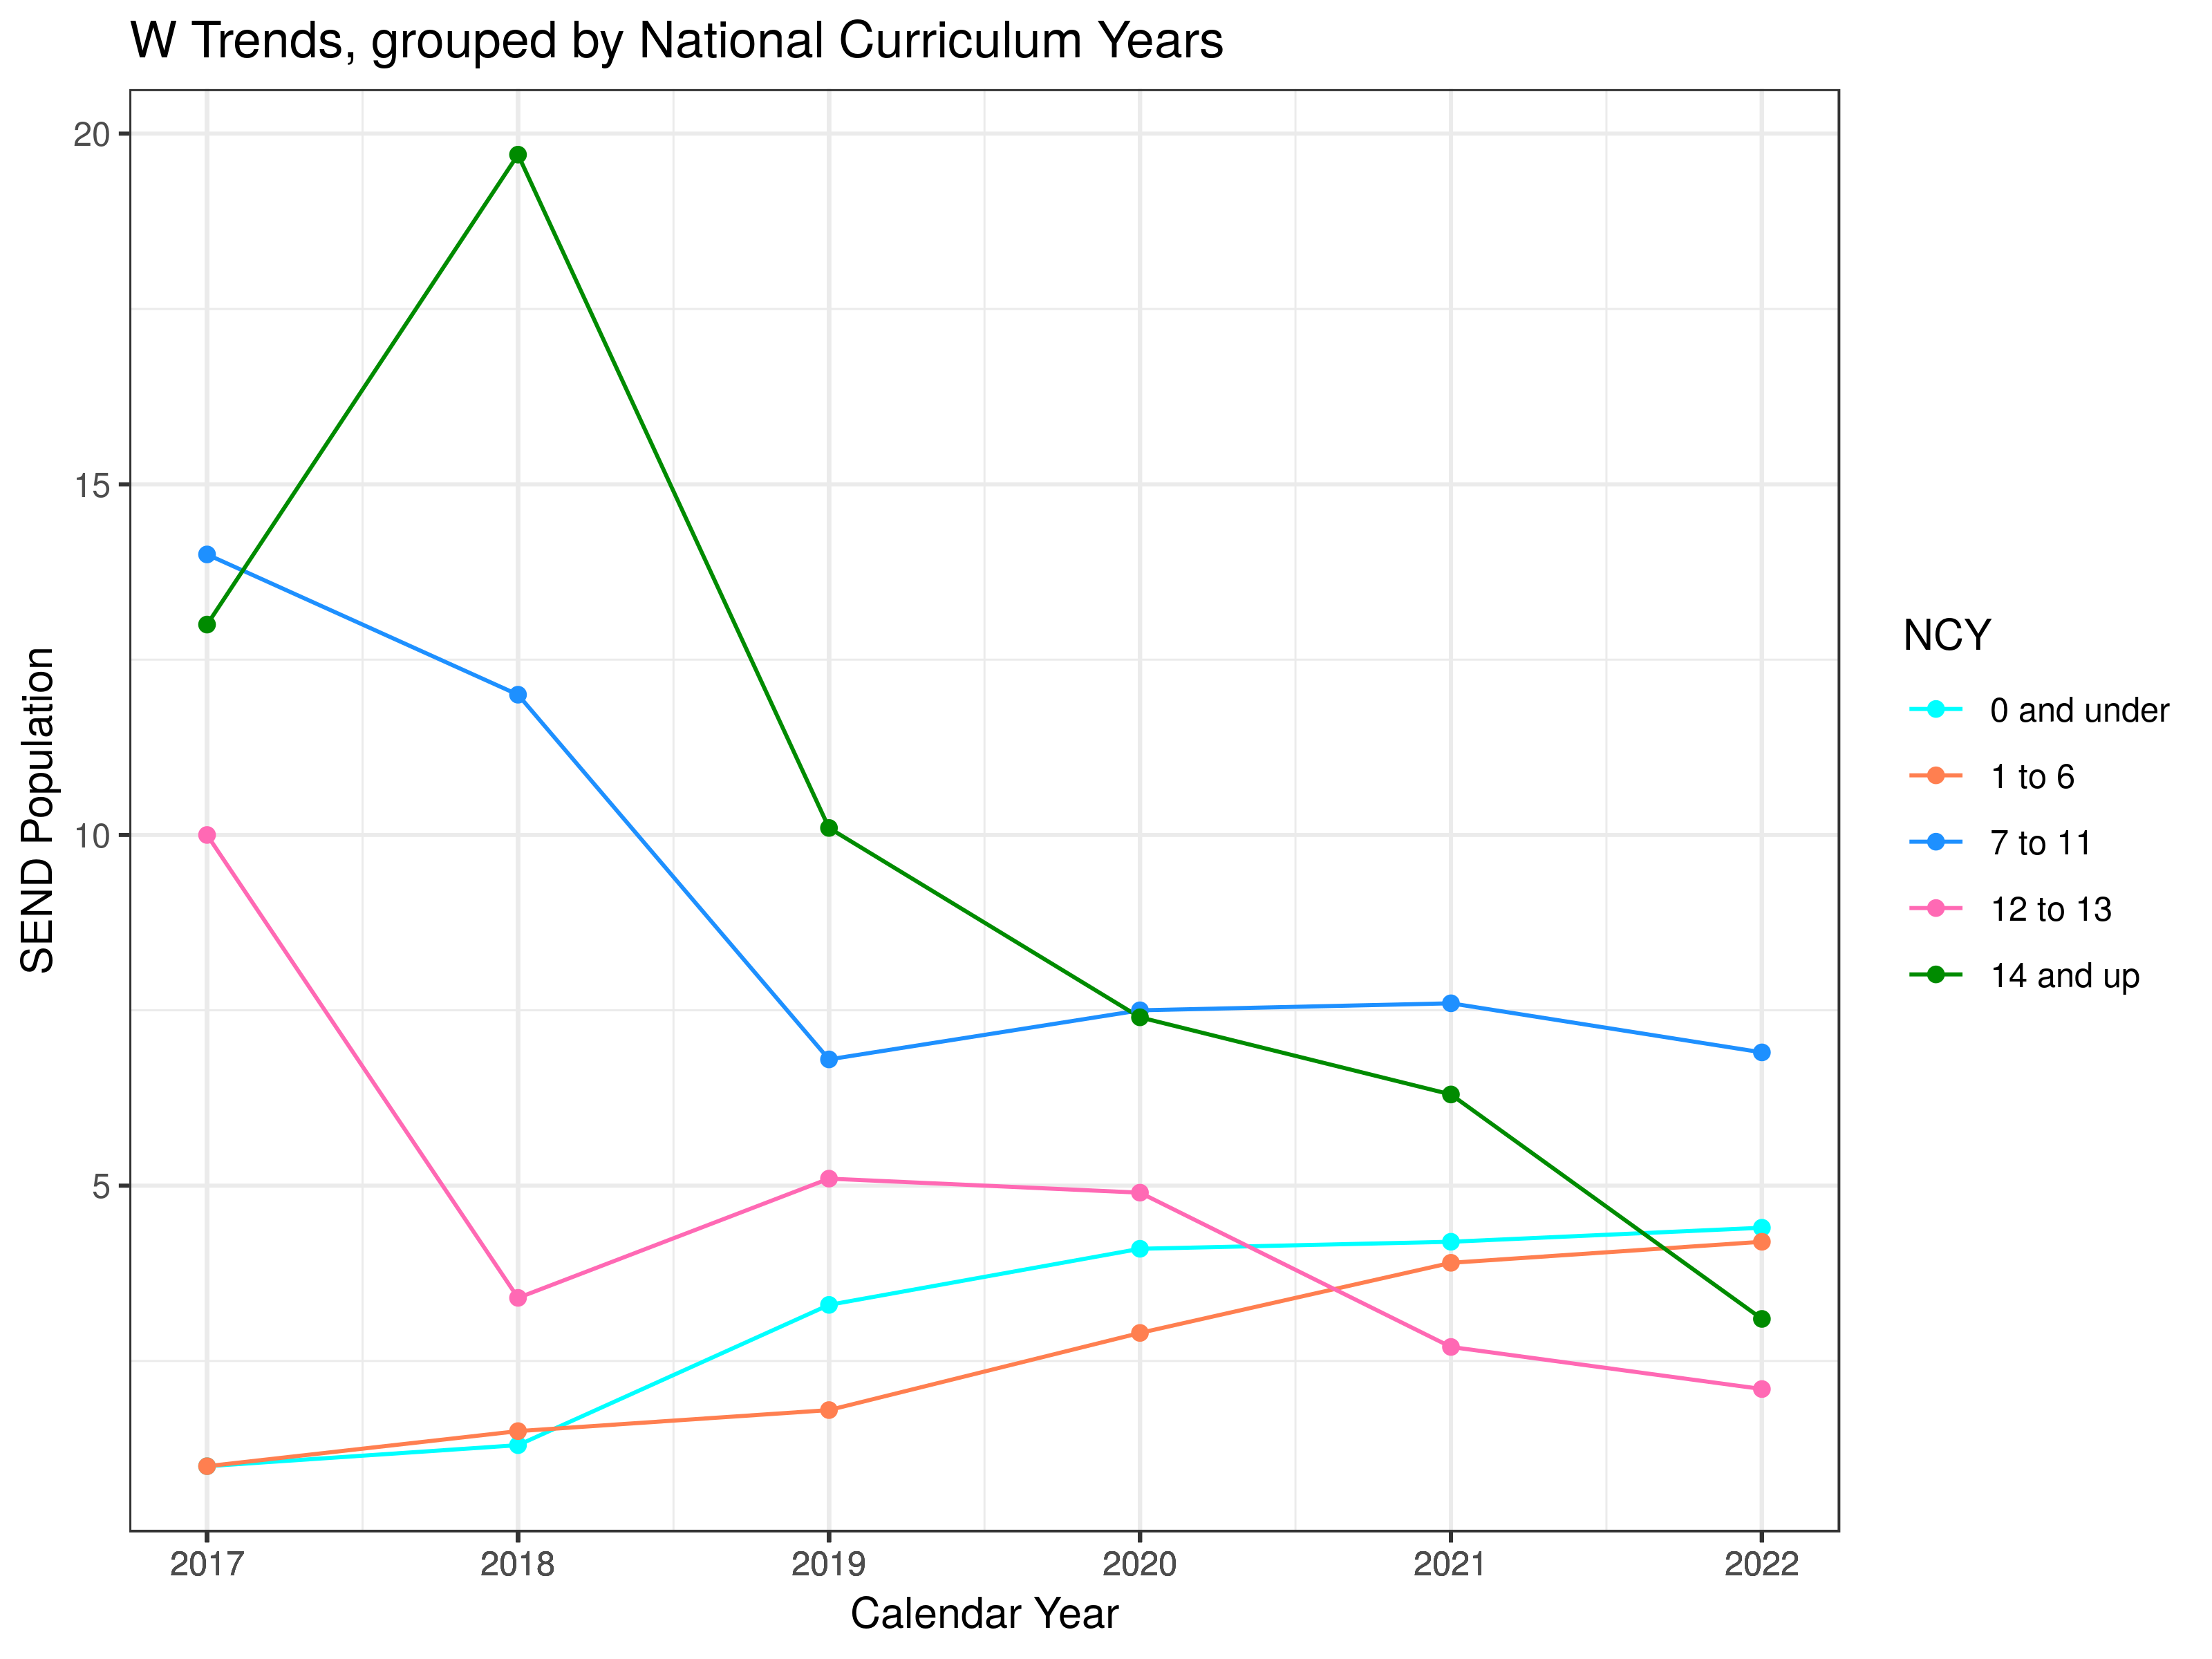 W Trends, grouped by National Curriculum Years
SEND Population
20
15
10
5
2017 2018 2019 2020 2021 2022
Calendar Year
NCY
0 and under
1 to 6
7 to 11
12 to 13
14 and up